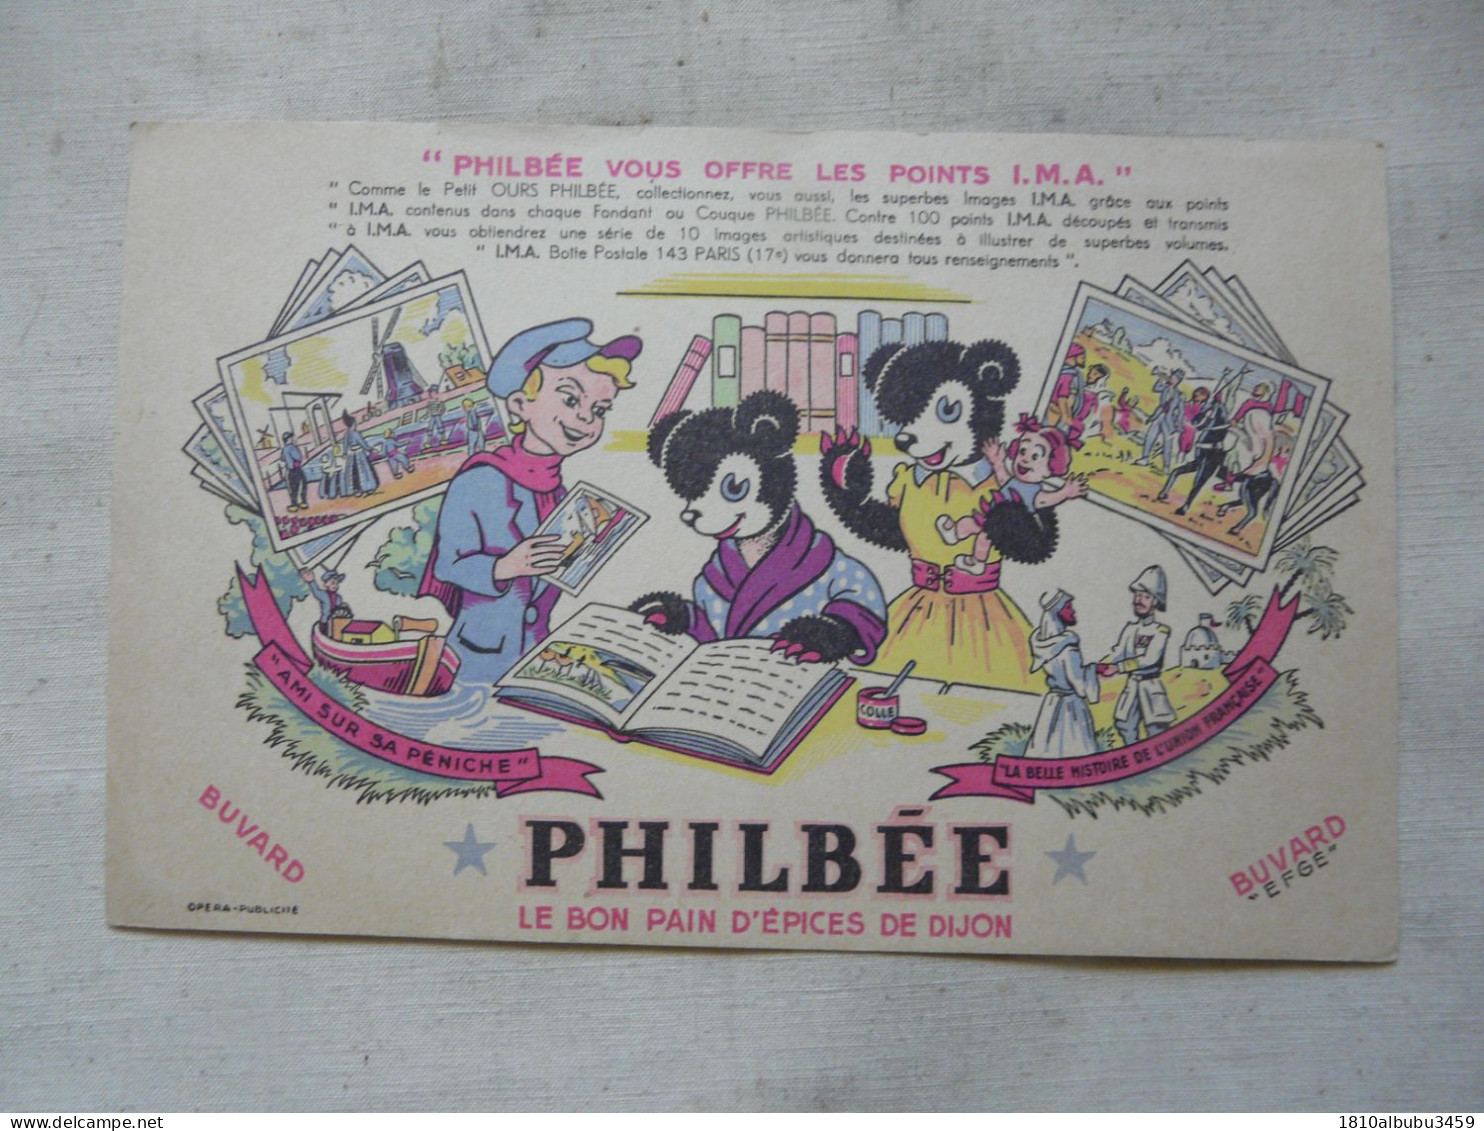 " PHILBÉE VOUS OFFRE LES POINTS I.M.A. "
" Comme le Petit OURS PHILBÉE, collectionnez, vous aussi, les superbes Images I.M.A. grâce aux points
" I.M.A. contenus dans chaque Fondant ou Couque PHILBÉE. Contre 100 points I.M.A. découpés et transmis
" à I.M.A. vous obtiendrez une série de 10 Images artistiques destinées à illustrer de superbes volumes.
" I.M.A. Boîte Postale 143 PARIS (17e) vous donnera tous renseignements ".
COLLE
"AMI SUR SA PÉNICHE"
"LA BELLE HISTOIRE DE L'UNION FRANÇAISE"
BUVARD
BUVARD
"EFGE"
PHILBÉE
LE BON PAIN D'ÉPICES DE DIJON
OPERA-PUBLICITÉ
1810albubu3459